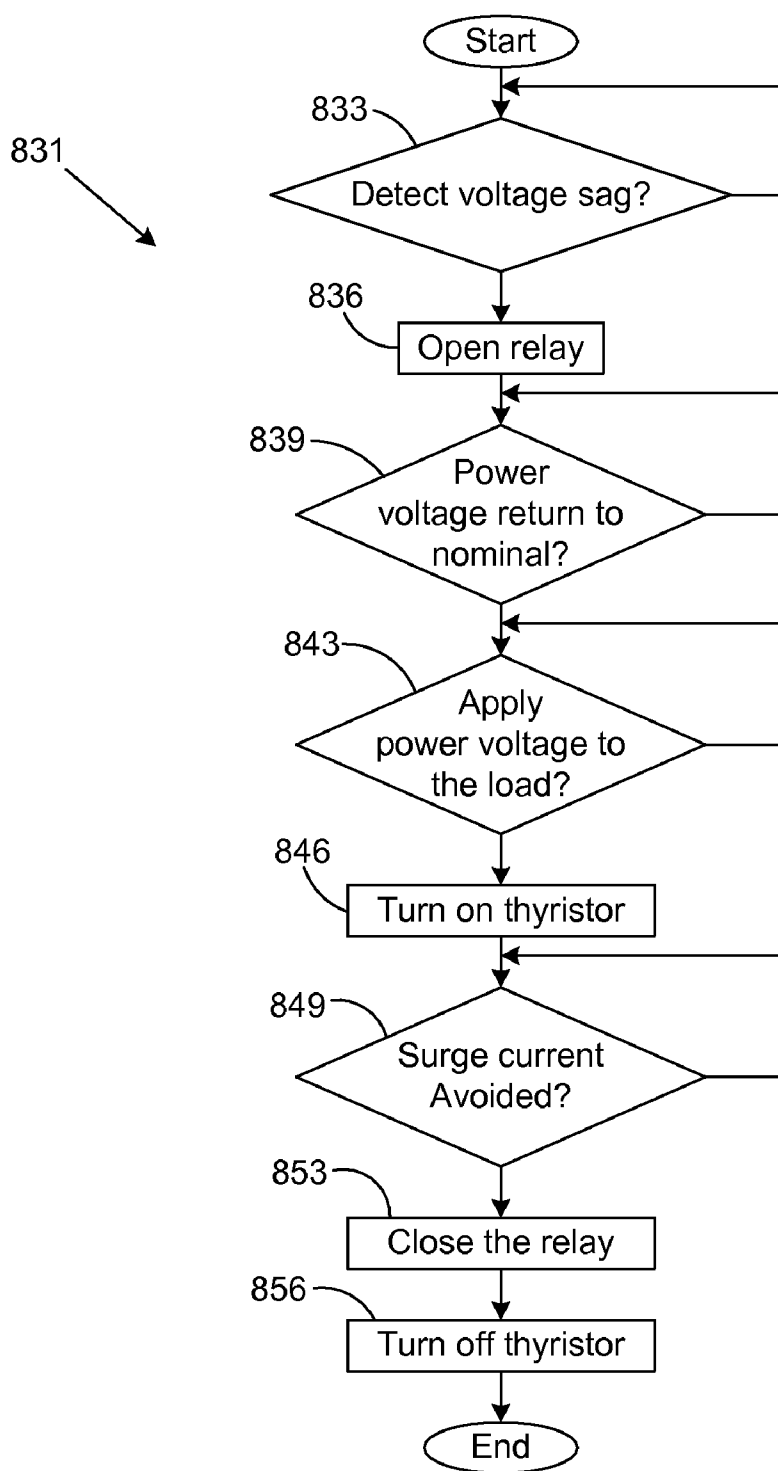 Start
833
831
Detect voltage sag?
836
Open relay
839
Power
voltage return to
nominal?
843
Apply
power voltage to
the load?
846
Turn on thyristor
849
Surge current
Avoided?
853
Close the relay
856
Turn off thyristor
End